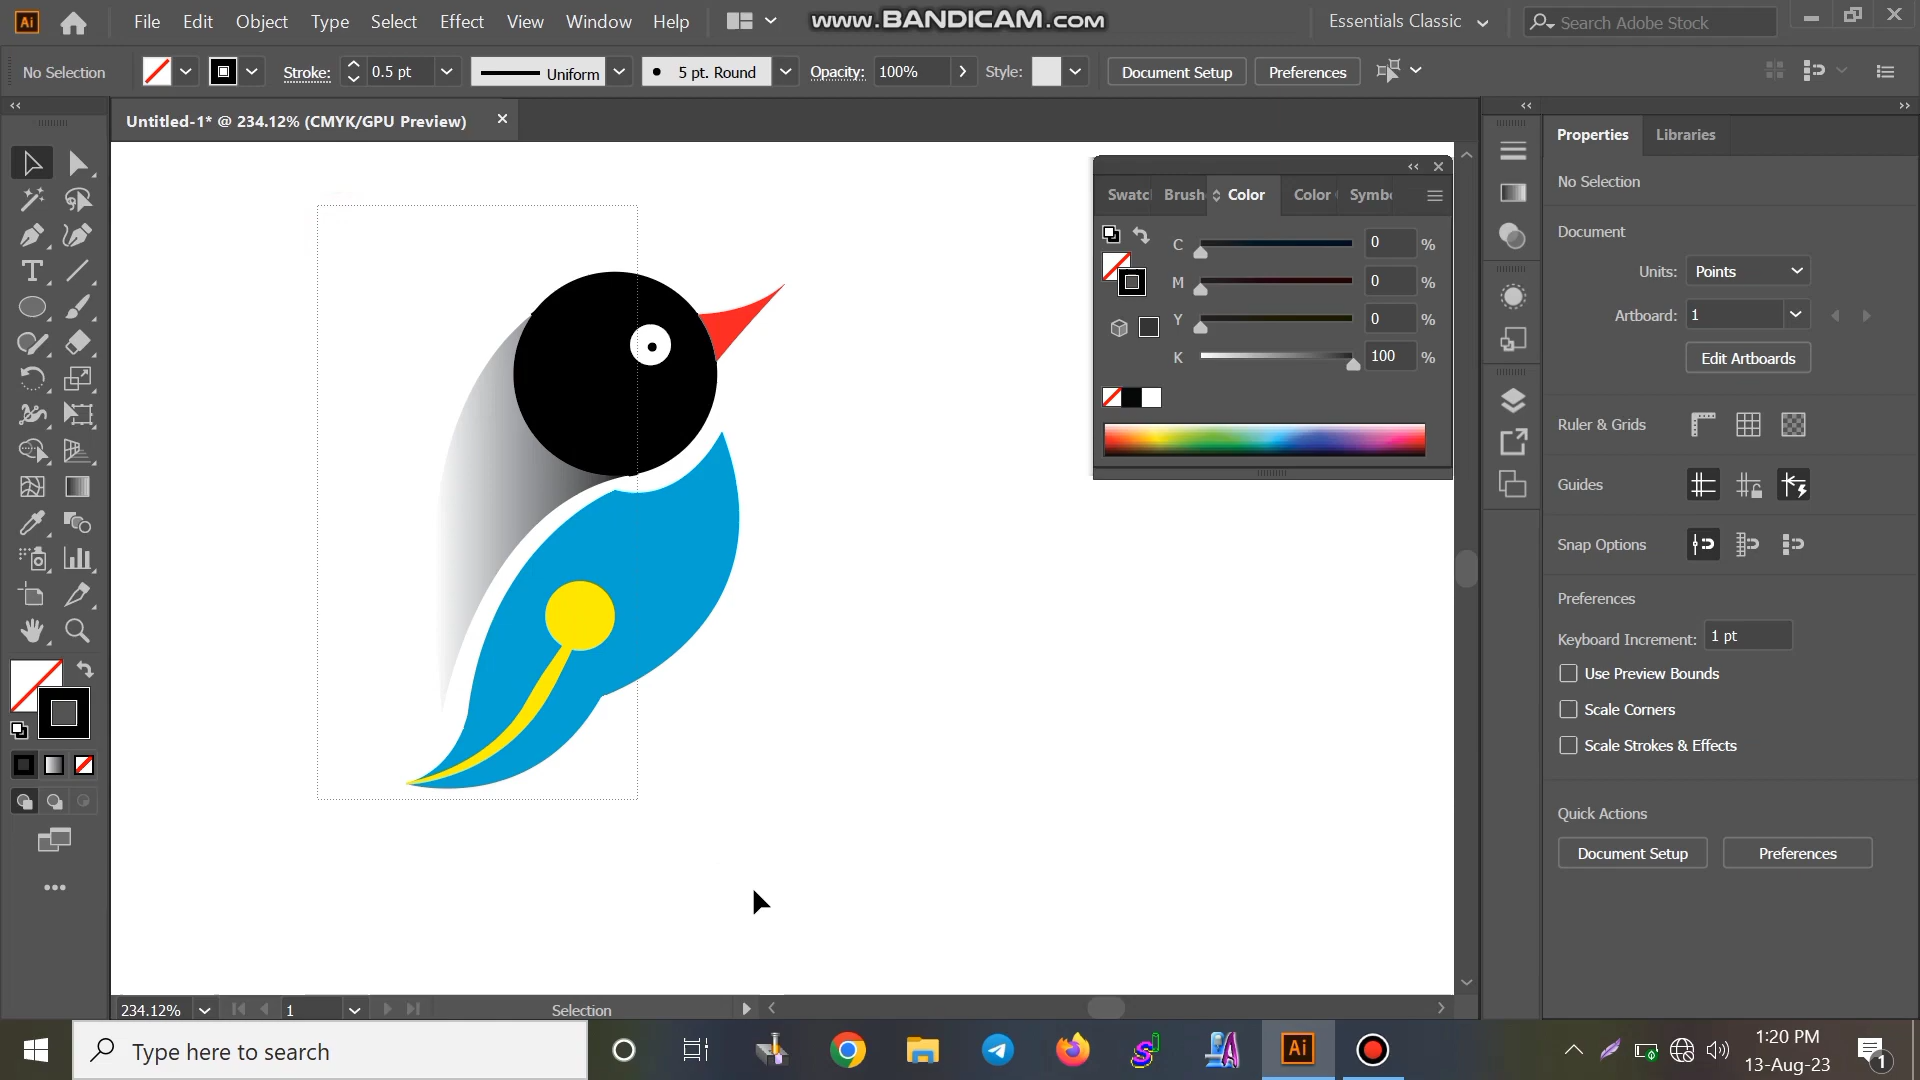 Ai File Edit Object Type Select Effect View Window Help www.BANDICAM.com Essentials Classic Search Adobe Stock
No Selection Stroke: 0.5 pt Uniform 5 pt. Round Opacity: 100% Style: Document Setup Preferences
Untitled-1* @ 234.12% (CMYK/GPU Preview)
Swatc Brush Color Color Symb
C 0 %
M 0 %
Y 0 %
K 100 %
Properties Libraries
No Selection
Document
Units: Points
Artboard: 1
Edit Artboards
Ruler & Grids
Guides
Snap Options
Preferences
Keyboard Increment: 1 pt
Use Preview Bounds
Scale Corners
Scale Strokes & Effects
Quick Actions
Document Setup Preferences
234.12% 1 Selection
Type here to search
Ai
1:20 PM
13-Aug-23
1